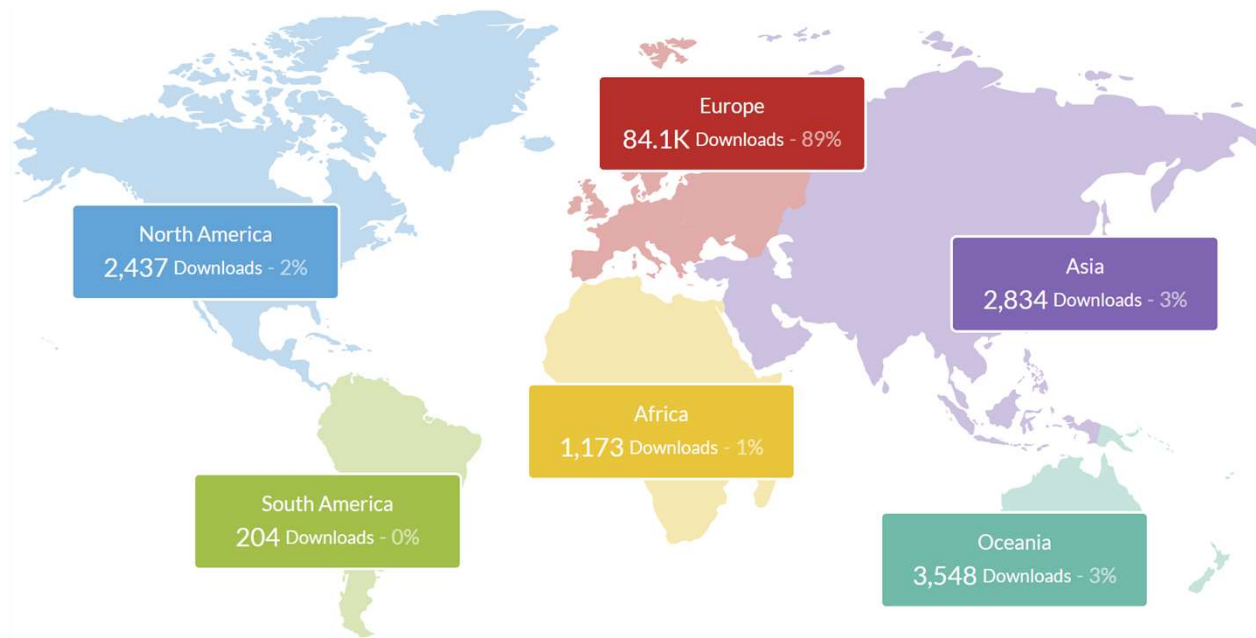 Europe
84.1K Downloads - 89%
North America
2,437 Downloads - 2%
Asia
2,834 Downloads - 3%
Africa
1,173 Downloads - 1%
South America
204 Downloads - 0%
Oceania
3,548 Downloads - 3%